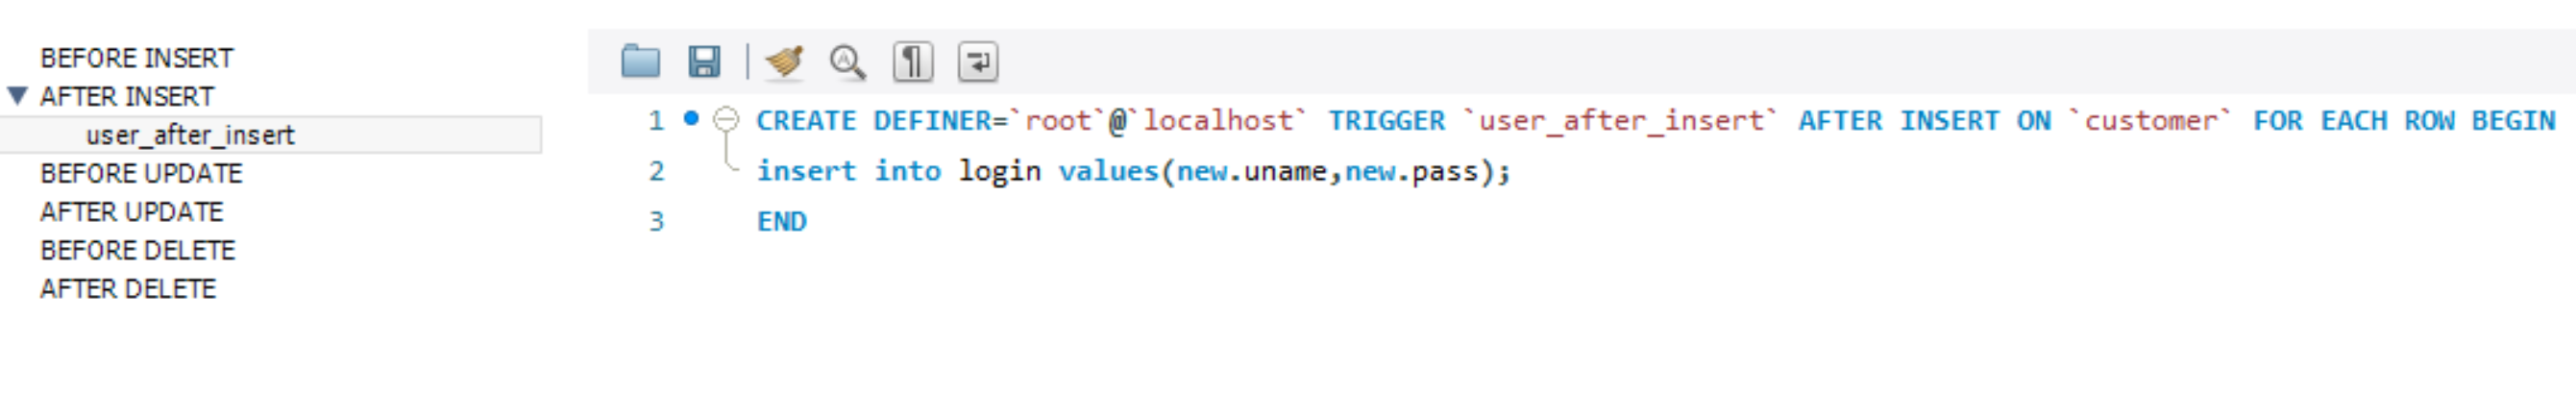 BEFORE INSERT
AFTER INSERT
user_after_insert
BEFORE UPDATE
AFTER UPDATE
BEFORE DELETE
AFTER DELETE
1 CREATE DEFINER=`root`@`localhost` TRIGGER `user_after_insert` AFTER INSERT ON `customer` FOR EACH ROW BEGIN
2 insert into login values(new.uname,new.pass);
3 END